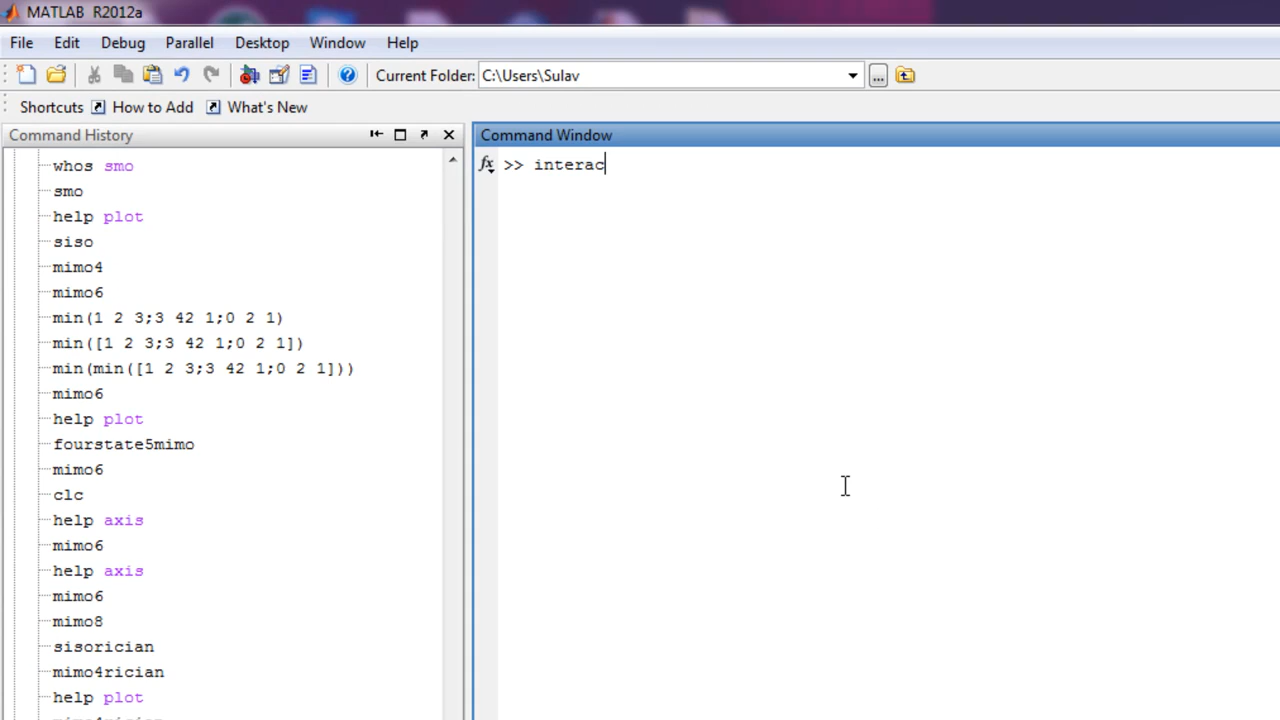 MATLAB R2012a
File Edit Debug Parallel Desktop Window Help
Current Folder: C:\Users\Sulav ...
Shortcuts How to Add What's New
Command History
whos smo
smo
help plot
siso
mimo4
mimo6
min(1 2 3;3 42 1;0 2 1)
min([1 2 3;3 42 1;0 2 1])
min(min([1 2 3;3 42 1;0 2 1]))
mimo6
help plot
fourstate5mimo
mimo6
clc
help axis
mimo6
help axis
mimo6
mimo8
sisorician
mimo4rician
help plot
mimo4rician
Command Window
fx >> interac